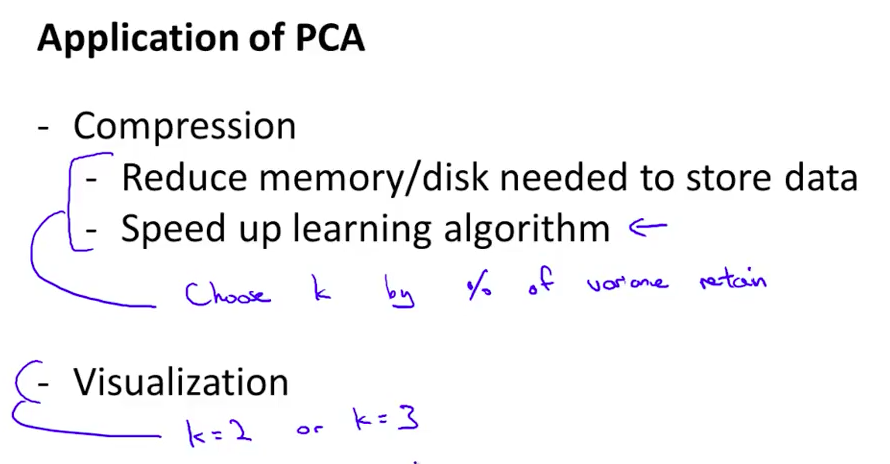 Application of PCA
- Compression
- Reduce memory/disk needed to store data
- Speed up learning algorithm ←
Choose k by % of variance retain
- Visualization
k=2 or k=3